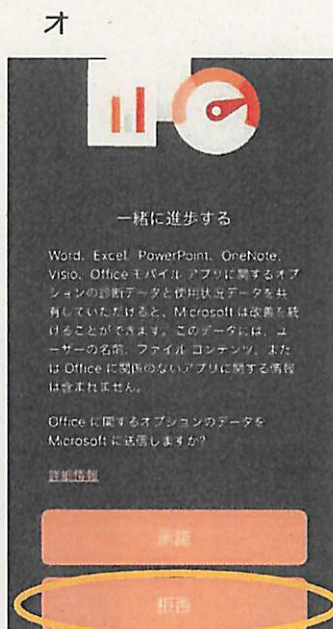 オ
一緒に進歩する
Word、Excel、PowerPoint、OneNote、
Visio、Office モバイル アプリに関するオプ
ションの診断データと使用状況データを共
有していただけると、Microsoft は改善を続
けることができます。このデータには、ユ
ーザーの名前、ファイル コンテンツ、また
は Office に関係のないアプリに関する情報
は含まれません。
Office に関するオプションのデータを
Microsoft に送信しますか?
詳細情報
承諾
拒否